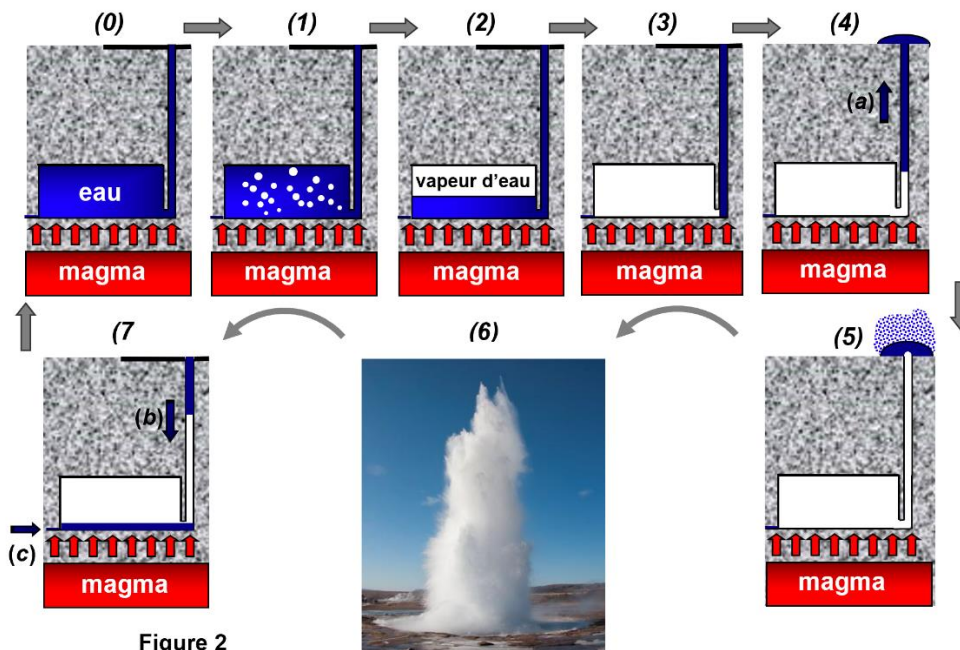 (0) (1) (2) (3) (4)
(a)
eau
vapeur d'eau
magma magma magma magma magma
(7 (6) (5)
(b)
(c)
magma magma
Figure 2